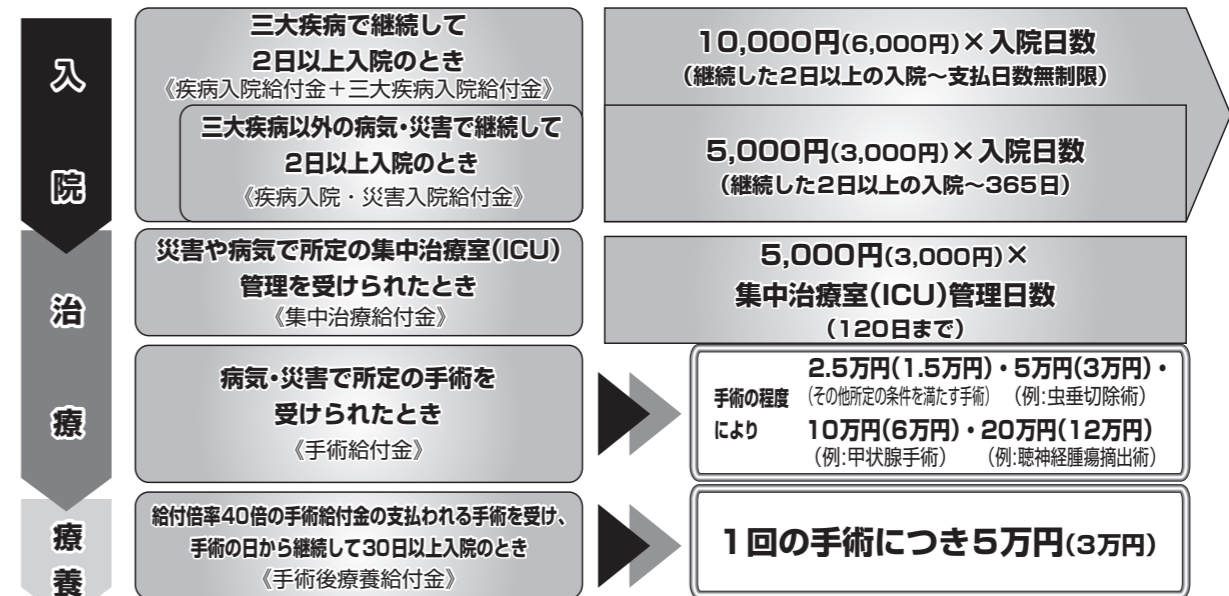 入院
三大疾病で継続して
2日以上入院のとき
《疾病入院給付金＋三大疾病入院給付金》
10,000円(6,000円)×入院日数
(継続した2日以上の入院～支払日数無制限)
三大疾病以外の病気・災害で継続して
2日以上入院のとき
《疾病入院・災害入院給付金》
5,000円(3,000円)×入院日数
(継続した2日以上の入院～365日)
治療
災害や病気で所定の集中治療室(ICU)
管理を受けられたとき
《集中治療給付金》
5,000円(3,000円)×
集中治療室(ICU)管理日数
(120日まで)
病気・災害で所定の手術を
受けられたとき
《手術給付金》
手術の程度
により
2.5万円(1.5万円)・5万円(3万円)・
(その他所定の条件を満たす手術) (例:虫垂切除術)
10万円(6万円)・20万円(12万円)
(例:甲状腺手術) (例:聴神経腫瘍摘出術)
療養
給付倍率40倍の手術給付金の支払われる手術を受け、
手術の日から継続して30日以上入院のとき
《手術後療養給付金》
1回の手術につき5万円(3万円)